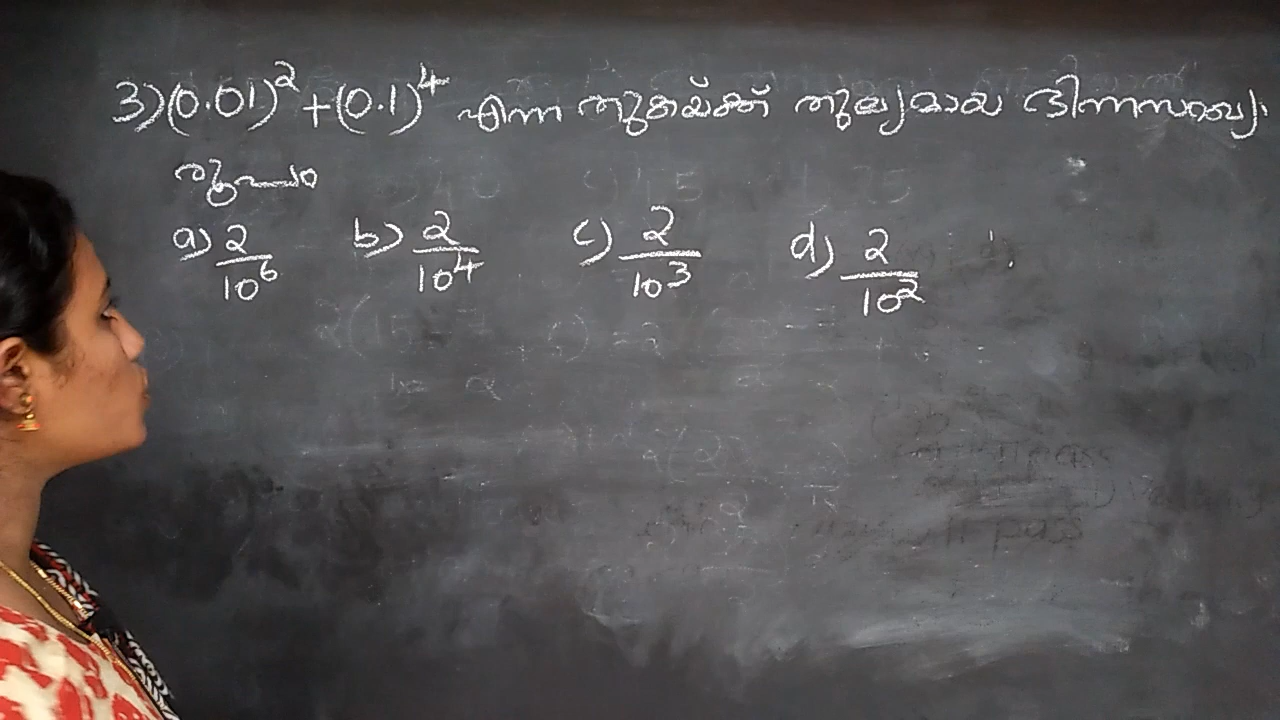 3) (0.01)² + (0.1)⁴ എന്ന തുകയ്ക്ക് തുല്യമായ ഭിന്നസംഖ്യാ
രൂപം
a) 2/10⁶ b) 2/10⁴ c) 2/10³ d) 2/10²